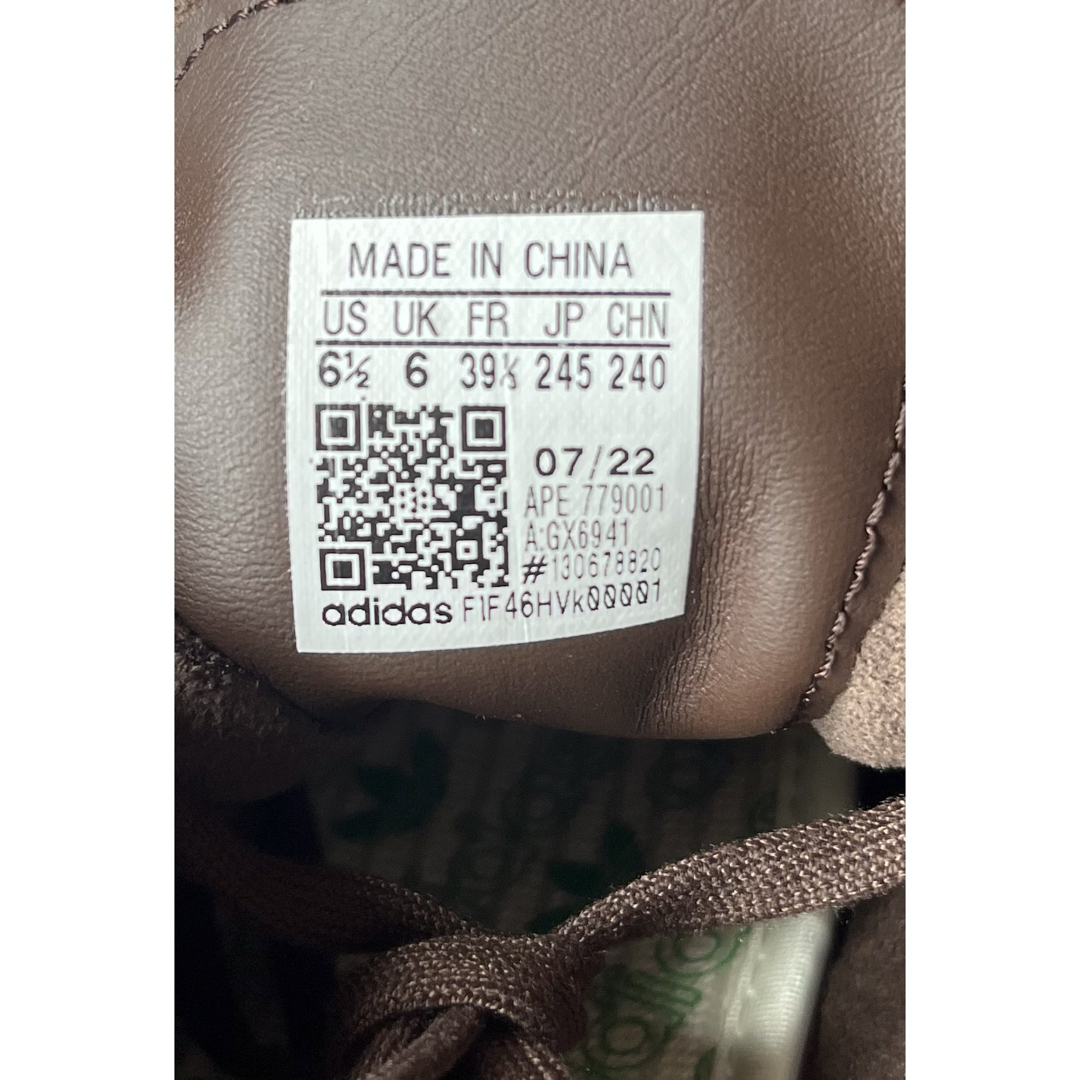 MADE IN CHINA
US UK FR JP CHN
6½ 6 39⅓ 245 240
07/22
APE 779001
A:GX6941
#130678820
adidas F1F46HVk00001